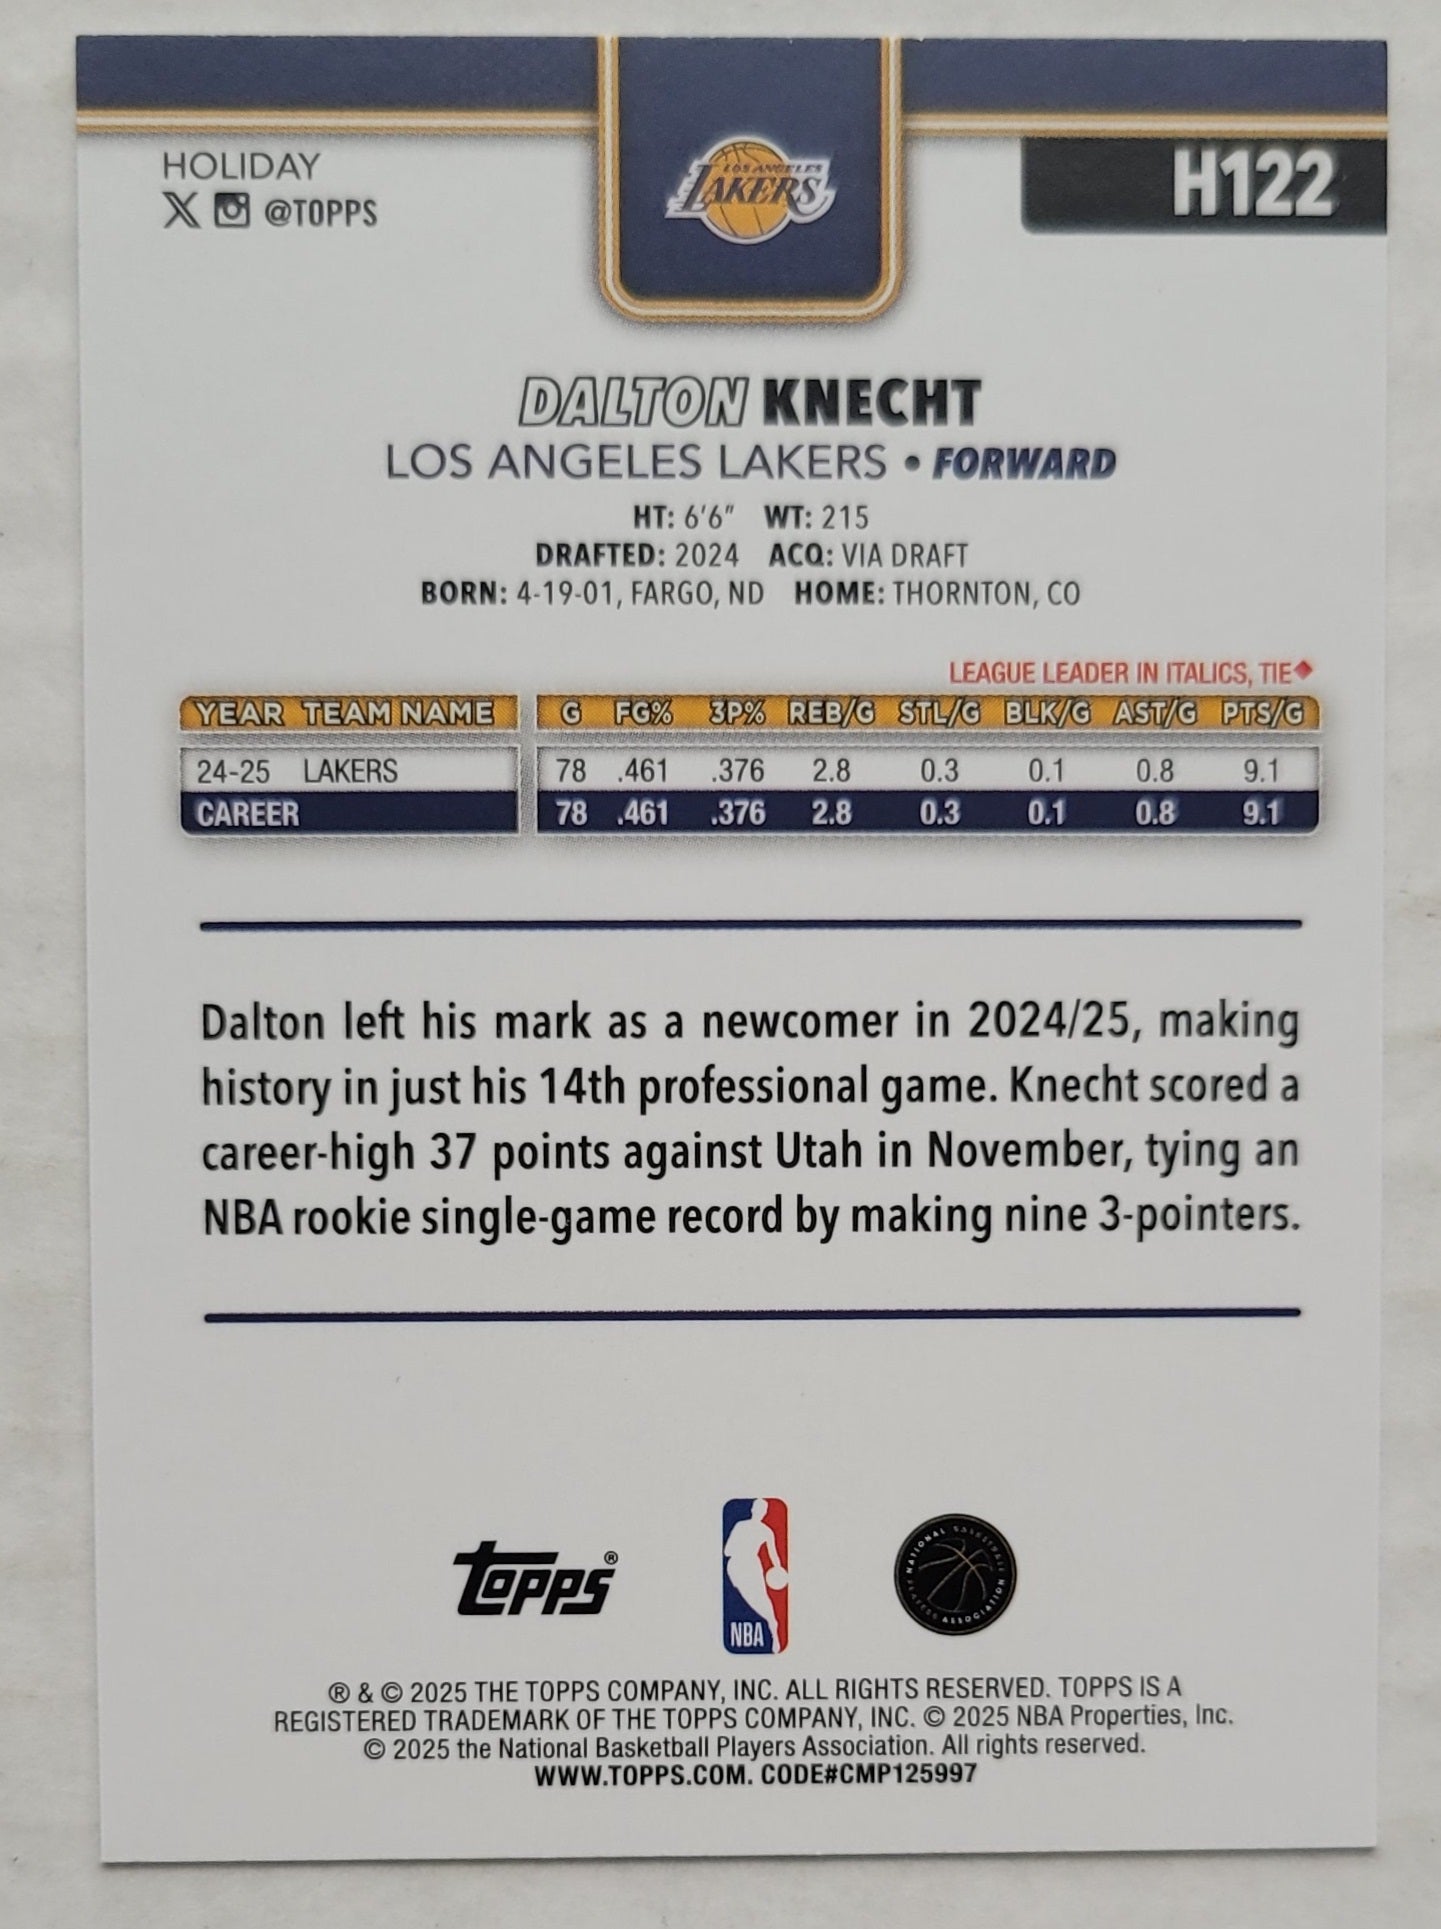 HOLIDAY
X @TOPPS
LOS ANGELES
LAKERS
H122
DALTON KNECHT
LOS ANGELES LAKERS • FORWARD
HT: 6'6" WT: 215
DRAFTED: 2024 ACQ: VIA DRAFT
BORN: 4-19-01, FARGO, ND HOME: THORNTON, CO
LEAGUE LEADER IN ITALICS, TIE◆
YEAR TEAM NAME G FG% 3P% REB/G STL/G BLK/G AST/G PTS/G
24-25 LAKERS 78 .461 .376 2.8 0.3 0.1 0.8 9.1
CAREER 78 .461 .376 2.8 0.3 0.1 0.8 9.1
Dalton left his mark as a newcomer in 2024/25, making
history in just his 14th professional game. Knecht scored a
career-high 37 points against Utah in November, tying an
NBA rookie single-game record by making nine 3-pointers.
topps®
NBA
NATIONAL BASKETBALL PLAYERS ASSOCIATION
® & © 2025 THE TOPPS COMPANY, INC. ALL RIGHTS RESERVED. TOPPS IS A
REGISTERED TRADEMARK OF THE TOPPS COMPANY, INC. © 2025 NBA Properties, Inc.
© 2025 the National Basketball Players Association. All rights reserved.
WWW.TOPPS.COM. CODE#CMP125997